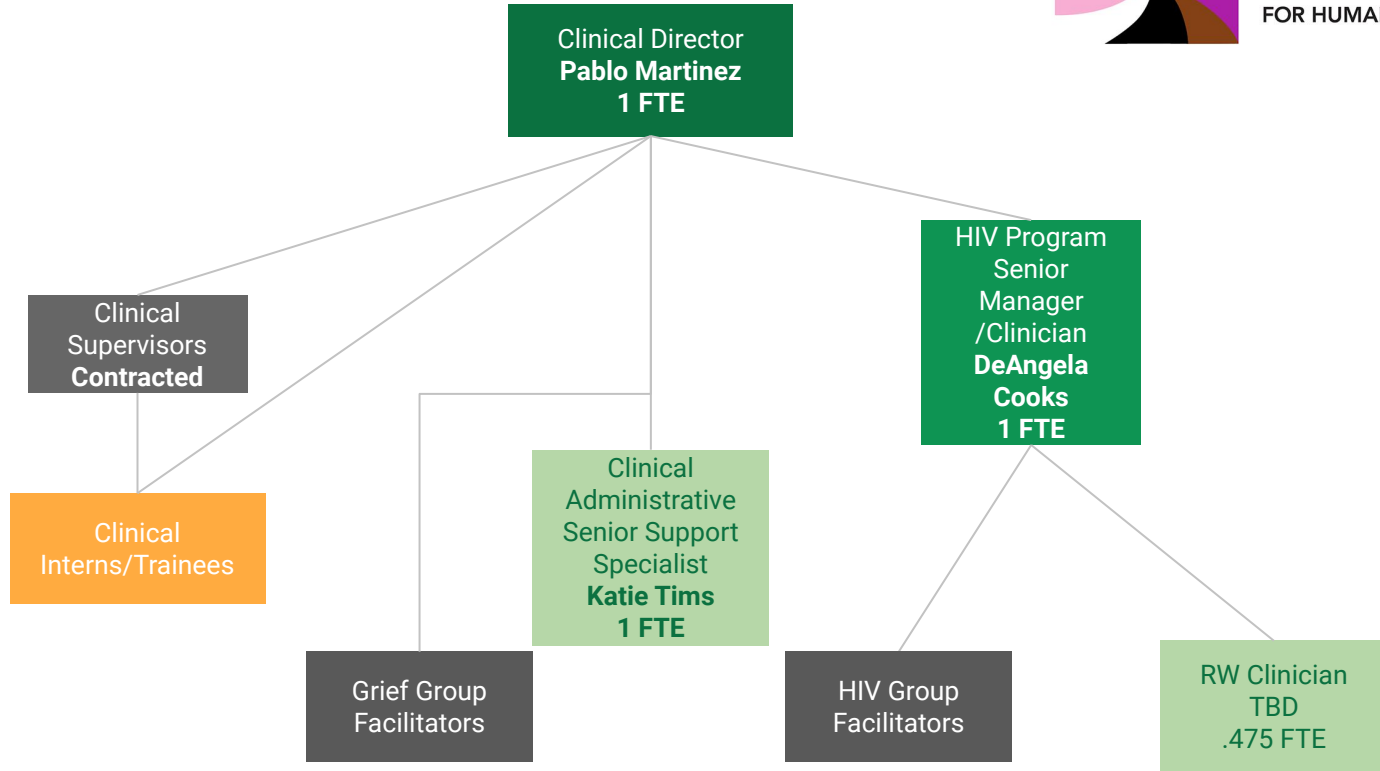 FOR HUMA
Clinical Director
Pablo Martinez
1 FTE
HIV Program
Senior
Manager
/Clinician
DeAngela
Cooks
1 FTE
Clinical
Supervisors
Contracted
Clinical
Interns/Trainees
Clinical
Administrative
Senior Support
Specialist
Katie Tims
1 FTE
Grief Group
Facilitators
HIV Group
Facilitators
RW Clinician
TBD
.475 FTE